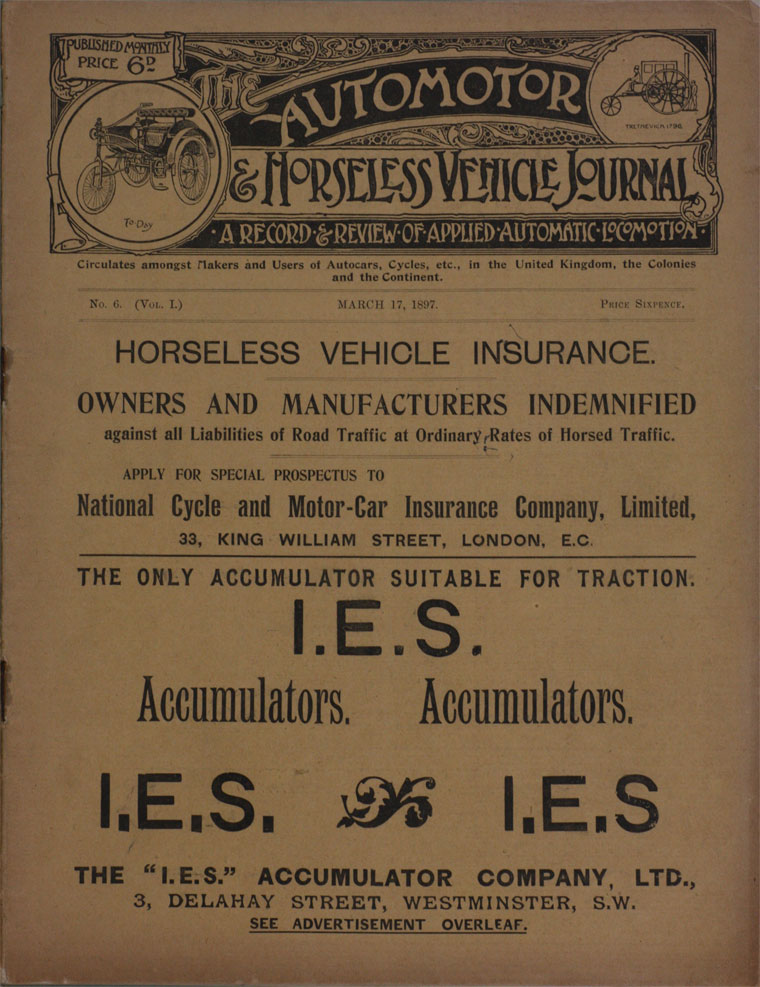 PUBLISHED MONTHLY
PRICE 6D
THE AUTOMOTOR
& HORSELESS VEHICLE JOURNAL
TREVITHICK 1796.
To-Day
·A RECORD·&·REVIEW·OF·APPLIED·AUTOMATIC·LOCOMOTION·
Circulates amongst Makers and Users of Autocars, Cycles, etc., in the United Kingdom, the Colonies
and the Continent.
No. 6. (Vol. I.) MARCH 17, 1897. Price Sixpence.
HORSELESS VEHICLE INSURANCE.
OWNERS AND MANUFACTURERS INDEMNIFIED
against all Liabilities of Road Traffic at Ordinary Rates of Horsed Traffic.
APPLY FOR SPECIAL PROSPECTUS TO
National Cycle and Motor-Car Insurance Company, Limited,
33, KING WILLIAM STREET, LONDON, E.C.
THE ONLY ACCUMULATOR SUITABLE FOR TRACTION.
I.E.S.
Accumulators. Accumulators.
I.E.S. I.E.S
THE "I.E.S." ACCUMULATOR COMPANY, LTD.,
3, DELAHAY STREET, WESTMINSTER, S.W.
SEE ADVERTISEMENT OVERLEAF.